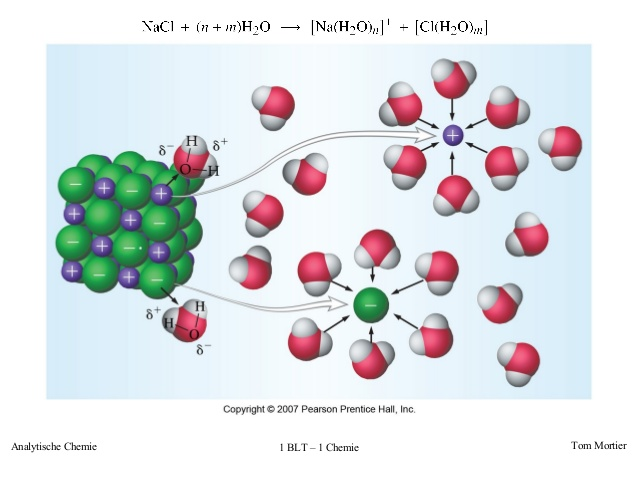 NaCl + (n + m)H₂O ⟶ [Na(H₂O)ₙ]⁺ + [Cl(H₂O)ₘ]
δ⁻ H δ⁺
O—H
+ + + + + + + +
− − − − − −
δ⁺ H H
O
δ⁻
+
−
Copyright © 2007 Pearson Prentice Hall, Inc.
Analytische Chemie
1 BLT – 1 Chemie
Tom Mortier